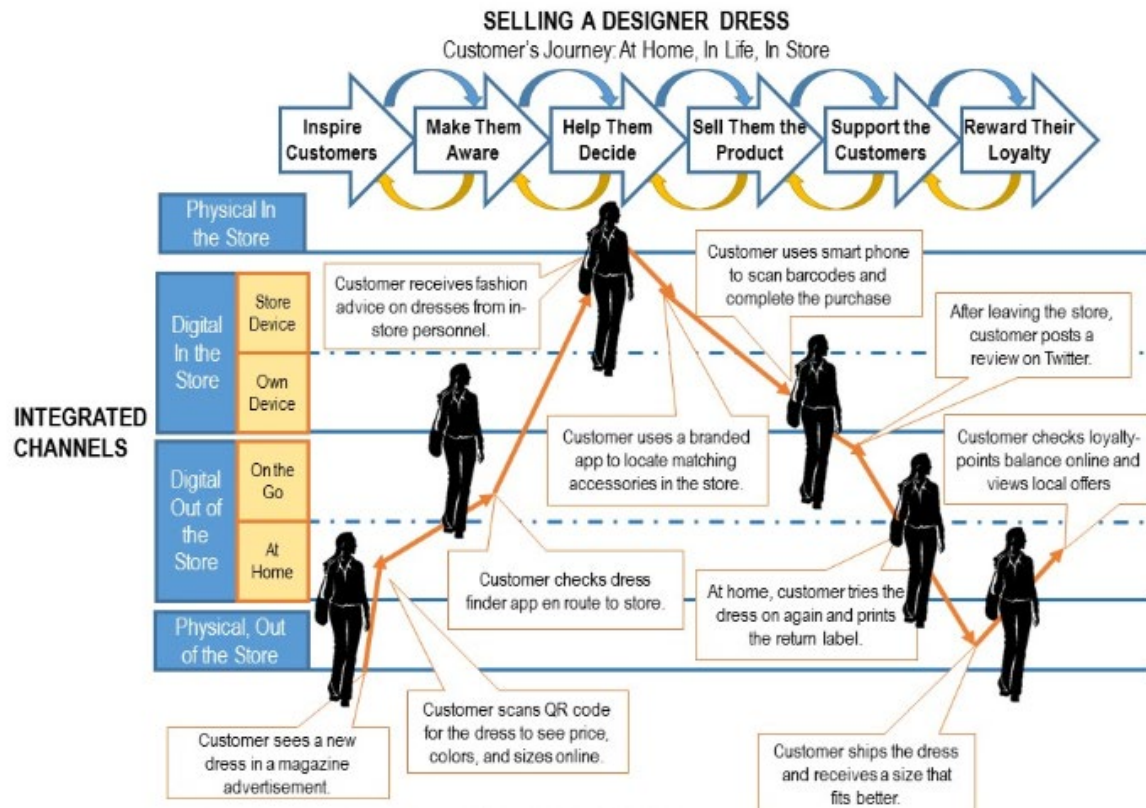 SELLING A DESIGNER DRESS
Customer's Journey: At Home, In Life, In Store
Inspire
Customers
Make Them
Aware
Help Them
Decide
Sell Them the
Product
Support the
Customers
Reward Their
Loyalty
Physical In
the Store
Customer receives fashion
advice on dresses from in-
store personnel.
Customer uses smart phone
to scan barcodes and
complete the purchase
After leaving the store,
customer posts a
review on Twitter.
Digital
In the
Store
Store
Device
Own
Device
INTEGRATED
CHANNELS
Customer uses a branded
app to locate matching
accessories in the store.
Customer checks loyalty-
points balance online and
views local offers
Digital
Out of
the
Store
On the
Go
At
Home
Customer checks dress
finder app en route to store.
At home, customer tries the
dress on again and prints
the return label.
Physical, Out
of the Store
Customer sees a new
dress in a magazine
advertisement.
Customer scans QR code
for the dress to see price,
colors, and sizes online.
Customer ships the dress
and receives a size that
fits better.